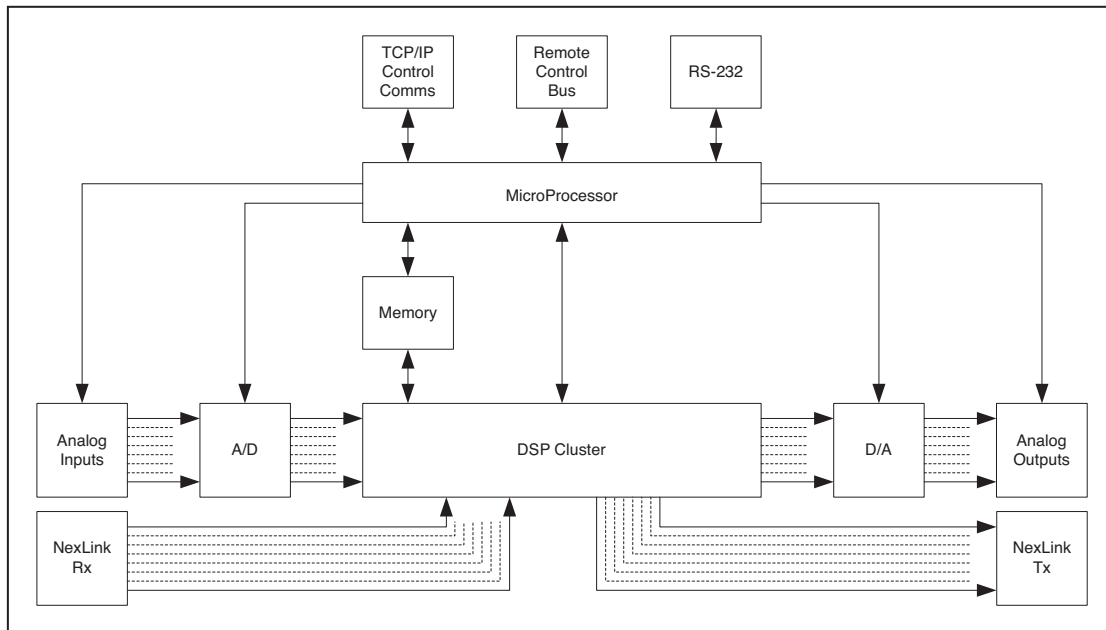 TCP/IP
Control
Comms
Remote
Control
Bus
RS-232
MicroProcessor
Memory
Analog
Inputs
A/D
DSP Cluster
D/A
Analog
Outputs
NexLink
Rx
NexLink
Tx